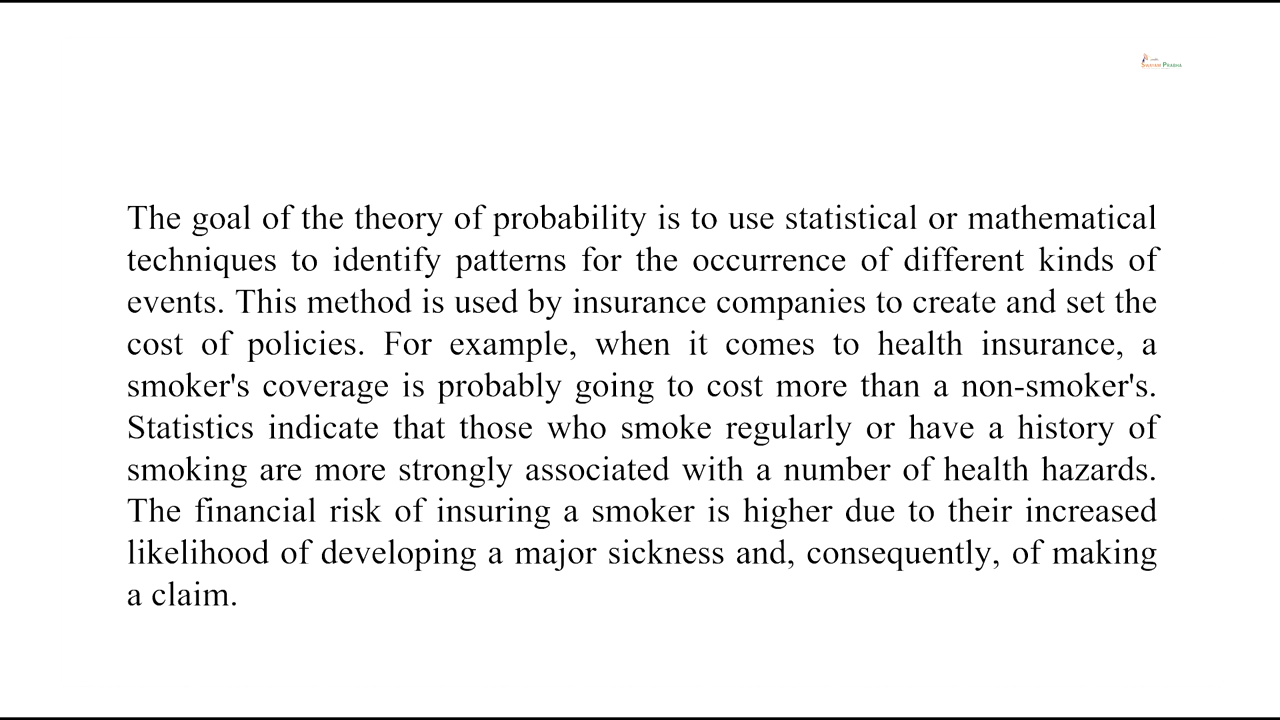 SWAYAM PRABHA
The goal of the theory of probability is to use statistical or mathematical
techniques to identify patterns for the occurrence of different kinds of
events. This method is used by insurance companies to create and set the
cost of policies. For example, when it comes to health insurance, a
smoker's coverage is probably going to cost more than a non-smoker's.
Statistics indicate that those who smoke regularly or have a history of
smoking are more strongly associated with a number of health hazards.
The financial risk of insuring a smoker is higher due to their increased
likelihood of developing a major sickness and, consequently, of making
a claim.